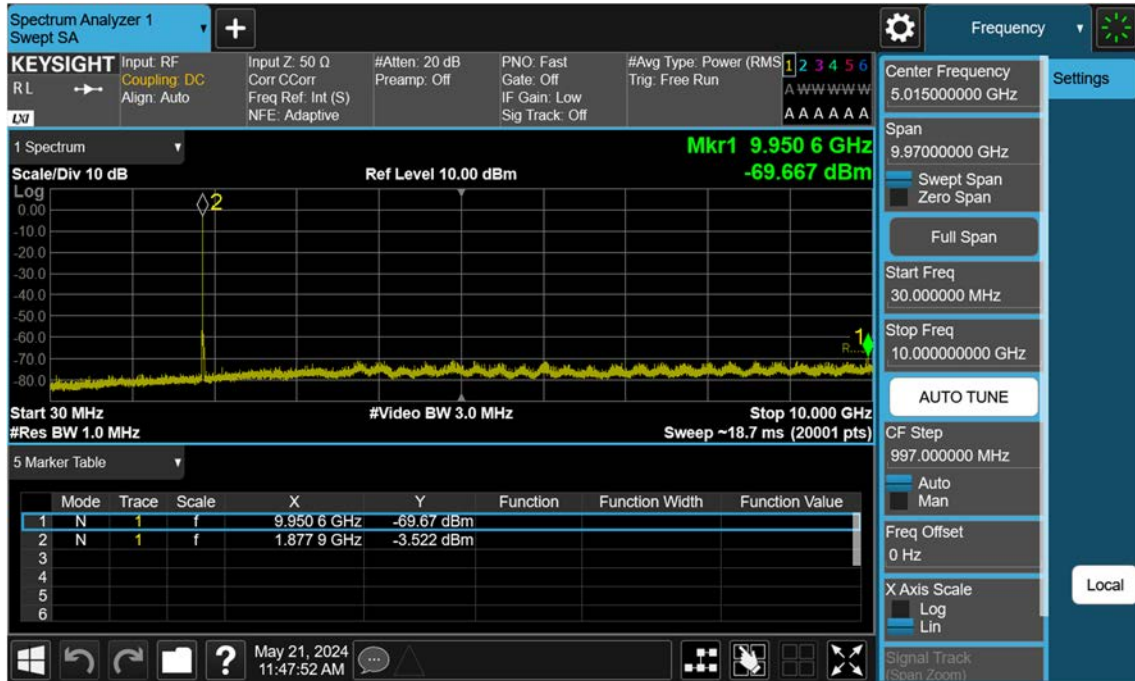 Spectrum Analyzer 1
Swept SA
+
Frequency
KEYSIGHT
R L
LXI
Input: RF
Coupling: DC
Align: Auto
Input Z: 50 Ω
Corr CCorr
Freq Ref: Int (S)
NFE: Adaptive
#Atten: 20 dB
Preamp: Off
PNO: Fast
Gate: Off
IF Gain: Low
Sig Track: Off
#Avg Type: Power (RMS
Trig: Free Run
1 2 3 4 5 6
A W W W W W
A A A A A A
1 Spectrum
Scale/Div 10 dB
Ref Level 10.00 dBm
Mkr1 9.950 6 GHz
-69.667 dBm
Log
0.00
-10.0
-20.0
-30.0
-40.0
-50.0
-60.0
-70.0
-80.0
2
1
R...
Start 30 MHz
#Video BW 3.0 MHz
Stop 10.000 GHz
#Res BW 1.0 MHz
Sweep ~18.7 ms (20001 pts)
5 Marker Table
Mode Trace Scale X Y Function Function Width Function Value
1 N 1 f 9.950 6 GHz -69.67 dBm
2 N 1 f 1.877 9 GHz -3.522 dBm
3
4
5
6
?
May 21, 2024
11:47:52 AM
Center Frequency
5.015000000 GHz
Settings
Span
9.97000000 GHz
Swept Span
Zero Span
Full Span
Start Freq
30.000000 MHz
Stop Freq
10.000000000 GHz
AUTO TUNE
CF Step
997.000000 MHz
Auto
Man
Freq Offset
0 Hz
X Axis Scale
Log
Lin
Local
Signal Track
(Span Zoom)